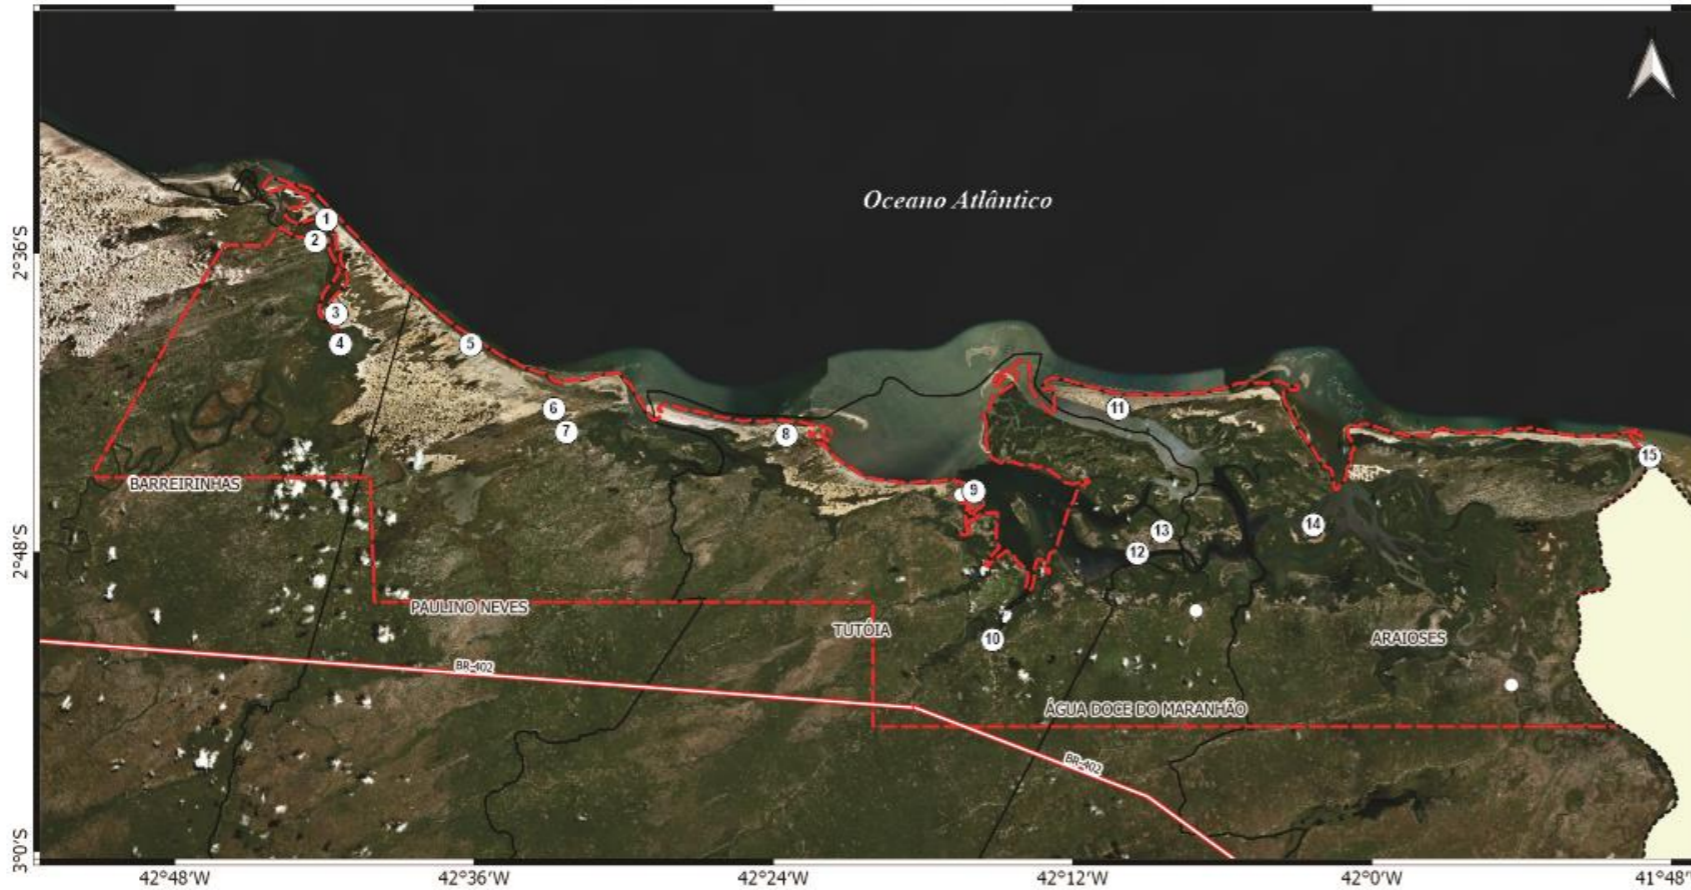 Oceano Atlântico
1
2
3
4
5
6
7
8
9
10
11
12
13
14
15
BARREIRINHAS
PAULINO NEVES
TUTÓIA
ARAIOSES
ÁGUA DOCE DO MARANHÃO
BR-402
BR-402
2°36'S
2°48'S
3°0'S
42°48'W
42°36'W
42°24'W
42°12'W
42°0'W
41°48'W